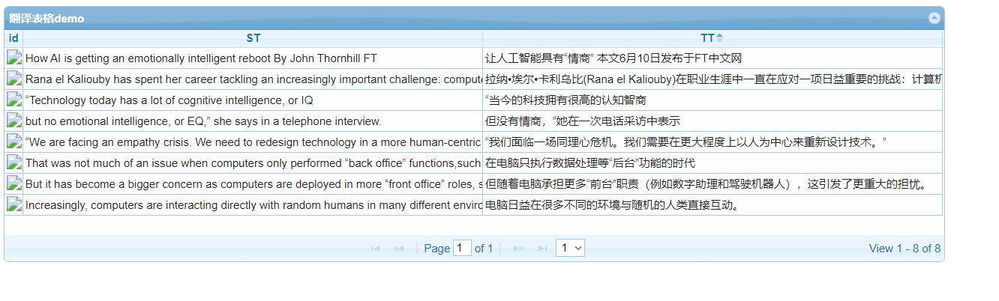 翻译表格demo
id ST TT
How AI is getting an emotionally intelligent reboot By John Thornhill FT 让人工智能具有“情商” 本文6月10日发布于FT中文网
Rana el Kaliouby has spent her career tackling an increasingly important challenge: compute 拉纳•埃尔•卡利乌比(Rana el Kaliouby)在职业生涯中一直在应对一项日益重要的挑战：计算机
“Technology today has a lot of cognitive intelligence, or IQ “当今的科技拥有很高的认知智商
but no emotional intelligence, or EQ,” she says in a telephone interview. 但没有情商，”她在一次电话采访中表示
“We are facing an empathy crisis. We need to redesign technology in a more human-centric “我们面临一场同理心危机。我们需要在更大程度上以人为中心来重新设计技术。”
That was not much of an issue when computers only performed “back office” functions,such 在电脑只执行数据处理等“后台”功能的时代
But it has become a bigger concern as computers are deployed in more “front office” roles, s 但随着电脑承担更多“前台”职责（例如数字助理和驾驶机器人），这引发了更重大的担忧。
Increasingly, computers are interacting directly with random humans in many different enviro 电脑日益在很多不同的环境与随机的人类直接互动。
Page 1 of 1 1 View 1 - 8 of 8